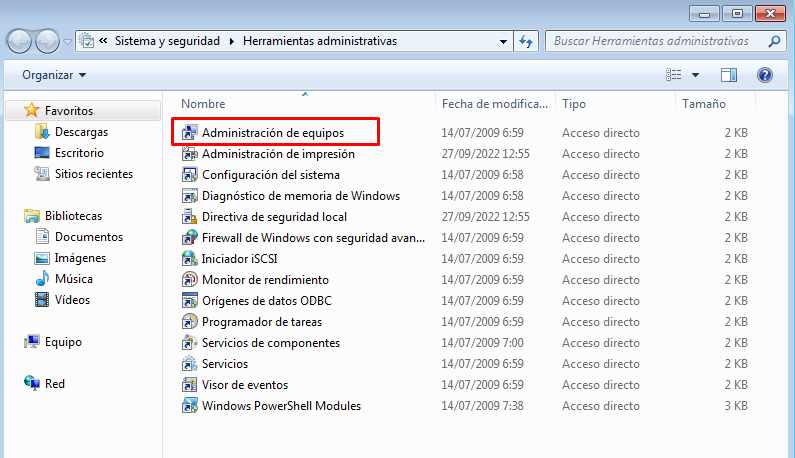 « Sistema y seguridad Herramientas administrativas Buscar Herramientas administrativas
Organizar
Nombre Fecha de modifica... Tipo Tamaño
Favoritos
Descargas
Escritorio
Sitios recientes
Bibliotecas
Documentos
Imágenes
Música
Vídeos
Equipo
Red
Administración de equipos 14/07/2009 6:59 Acceso directo 2 KB
Administración de impresión 27/09/2022 12:55 Acceso directo 2 KB
Configuración del sistema 14/07/2009 6:58 Acceso directo 2 KB
Diagnóstico de memoria de Windows 14/07/2009 6:58 Acceso directo 2 KB
Directiva de seguridad local 27/09/2022 12:55 Acceso directo 2 KB
Firewall de Windows con seguridad avan... 14/07/2009 6:59 Acceso directo 2 KB
Iniciador iSCSI 14/07/2009 6:59 Acceso directo 2 KB
Monitor de rendimiento 14/07/2009 6:59 Acceso directo 2 KB
Orígenes de datos ODBC 14/07/2009 6:59 Acceso directo 2 KB
Programador de tareas 14/07/2009 6:59 Acceso directo 2 KB
Servicios de componentes 14/07/2009 7:00 Acceso directo 2 KB
Servicios 14/07/2009 6:59 Acceso directo 2 KB
Visor de eventos 14/07/2009 6:59 Acceso directo 2 KB
Windows PowerShell Modules 14/07/2009 7:38 Acceso directo 3 KB